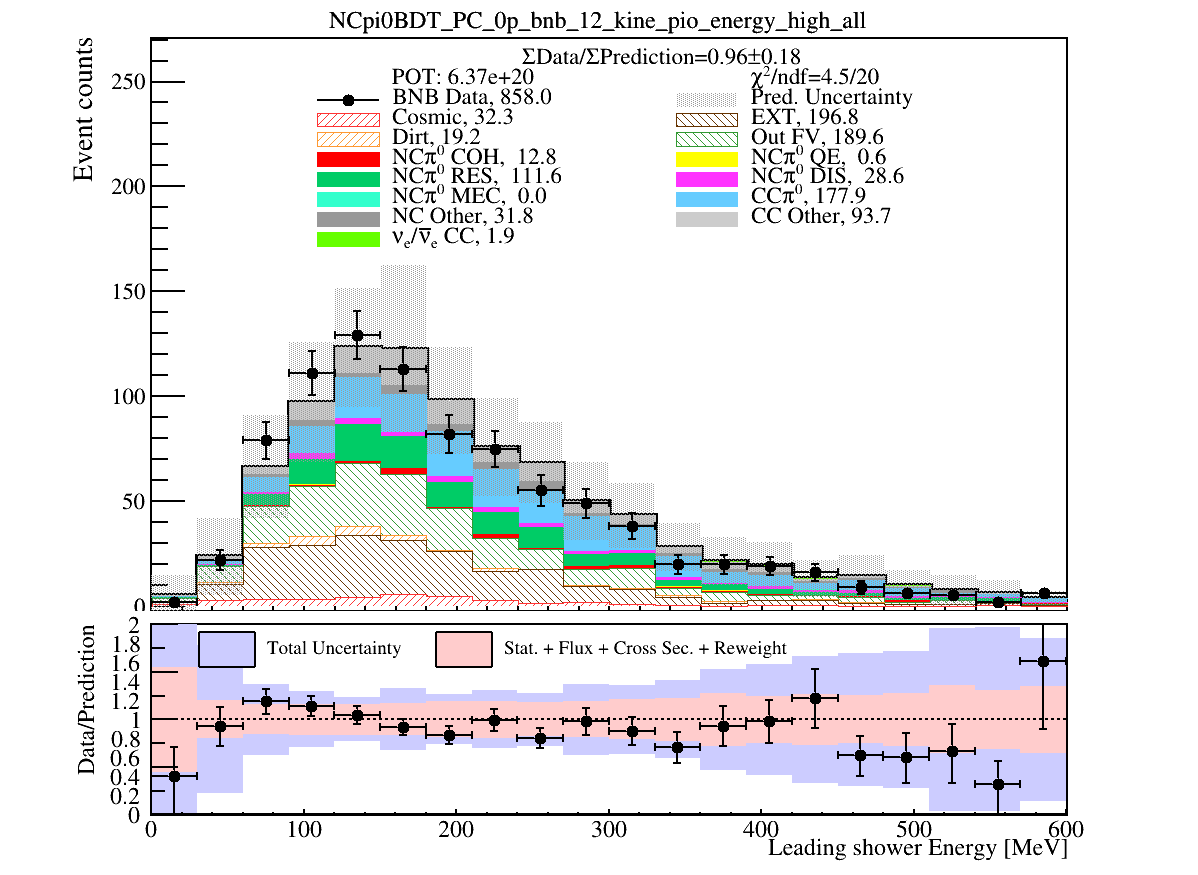 NCpi0BDT_PC_0p_bnb_12_kine_pio_energy_high_all
ΣData/ΣPrediction=0.96±0.18
POT: 6.37e+20
χ²/ndf=4.5/20
BNB Data, 858.0
Pred. Uncertainty
Cosmic, 32.3
EXT, 196.8
Dirt, 19.2
Out FV, 189.6
NCπ⁰ COH, 12.8
NCπ⁰ QE, 0.6
NCπ⁰ RES, 111.6
NCπ⁰ DIS, 28.6
NCπ⁰ MEC, 0.0
CCπ⁰, 177.9
NC Other, 31.8
CC Other, 93.7
νₑ/ν̅ₑ CC, 1.9
Event counts
250
200
150
100
50
0
Total Uncertainty
Stat. + Flux + Cross Sec. + Reweight
Data/Prediction
2
1.8
1.6
1.4
1.2
1
0.8
0.6
0.4
0.2
0
0 100 200 300 400 500 600
Leading shower Energy [MeV]